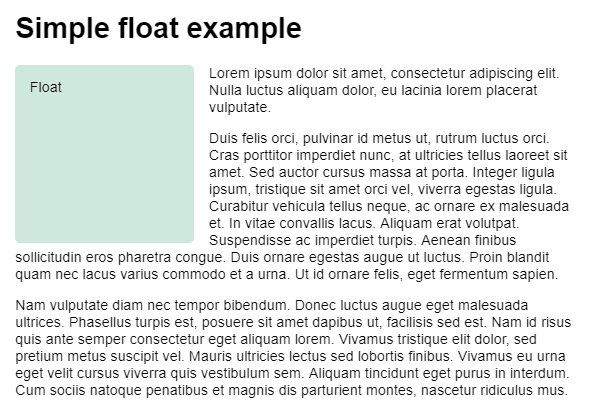 Simple float example
Float
Lorem ipsum dolor sit amet, consectetur adipiscing elit.
Nulla luctus aliquam dolor, eu lacinia lorem placerat
vulputate.
Duis felis orci, pulvinar id metus ut, rutrum luctus orci.
Cras porttitor imperdiet nunc, at ultricies tellus laoreet sit
amet. Sed auctor cursus massa at porta. Integer ligula
ipsum, tristique sit amet orci vel, viverra egestas ligula.
Curabitur vehicula tellus neque, ac ornare ex malesuada
et. In vitae convallis lacus. Aliquam erat volutpat.
Suspendisse ac imperdiet turpis. Aenean finibus
sollicitudin eros pharetra congue. Duis ornare egestas augue ut luctus. Proin blandit
quam nec lacus varius commodo et a urna. Ut id ornare felis, eget fermentum sapien.
Nam vulputate diam nec tempor bibendum. Donec luctus augue eget malesuada
ultrices. Phasellus turpis est, posuere sit amet dapibus ut, facilisis sed est. Nam id risus
quis ante semper consectetur eget aliquam lorem. Vivamus tristique elit dolor, sed
pretium metus suscipit vel. Mauris ultricies lectus sed lobortis finibus. Vivamus eu urna
eget velit cursus viverra quis vestibulum sem. Aliquam tincidunt eget purus in interdum.
Cum sociis natoque penatibus et magnis dis parturient montes, nascetur ridiculus mus.